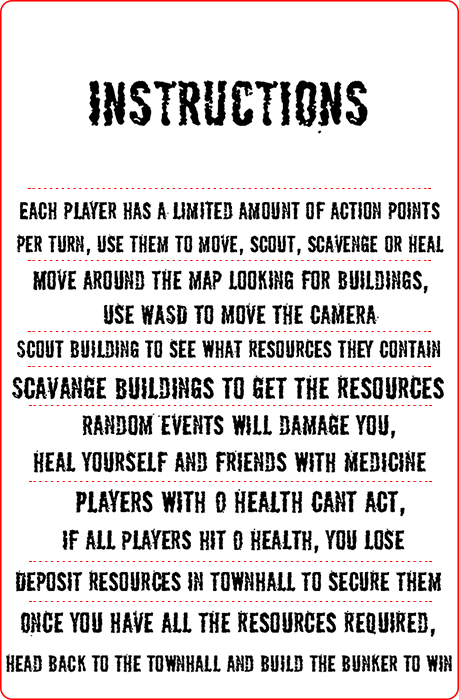 INSTRUCTIONS
EACH PLAYER HAS A LIMITED AMOUNT OF ACTION POINTS
PER TURN, USE THEM TO MOVE, SCOUT, SCAVENGE OR HEAL
MOVE AROUND THE MAP LOOKING FOR BUILDINGS,
USE WASD TO MOVE THE CAMERA
SCOUT BUILDING TO SEE WHAT RESOURCES THEY CONTAIN
SCAVANGE BUILDINGS TO GET THE RESOURCES
RANDOM EVENTS WILL DAMAGE YOU,
HEAL YOURSELF AND FRIENDS WITH MEDICINE
PLAYERS WITH 0 HEALTH CANT ACT,
IF ALL PLAYERS HIT 0 HEALTH, YOU LOSE
DEPOSIT RESOURCES IN TOWNHALL TO SECURE THEM
ONCE YOU HAVE ALL THE RESOURCES REQUIRED,
HEAD BACK TO THE TOWNHALL AND BUILD THE BUNKER TO WIN